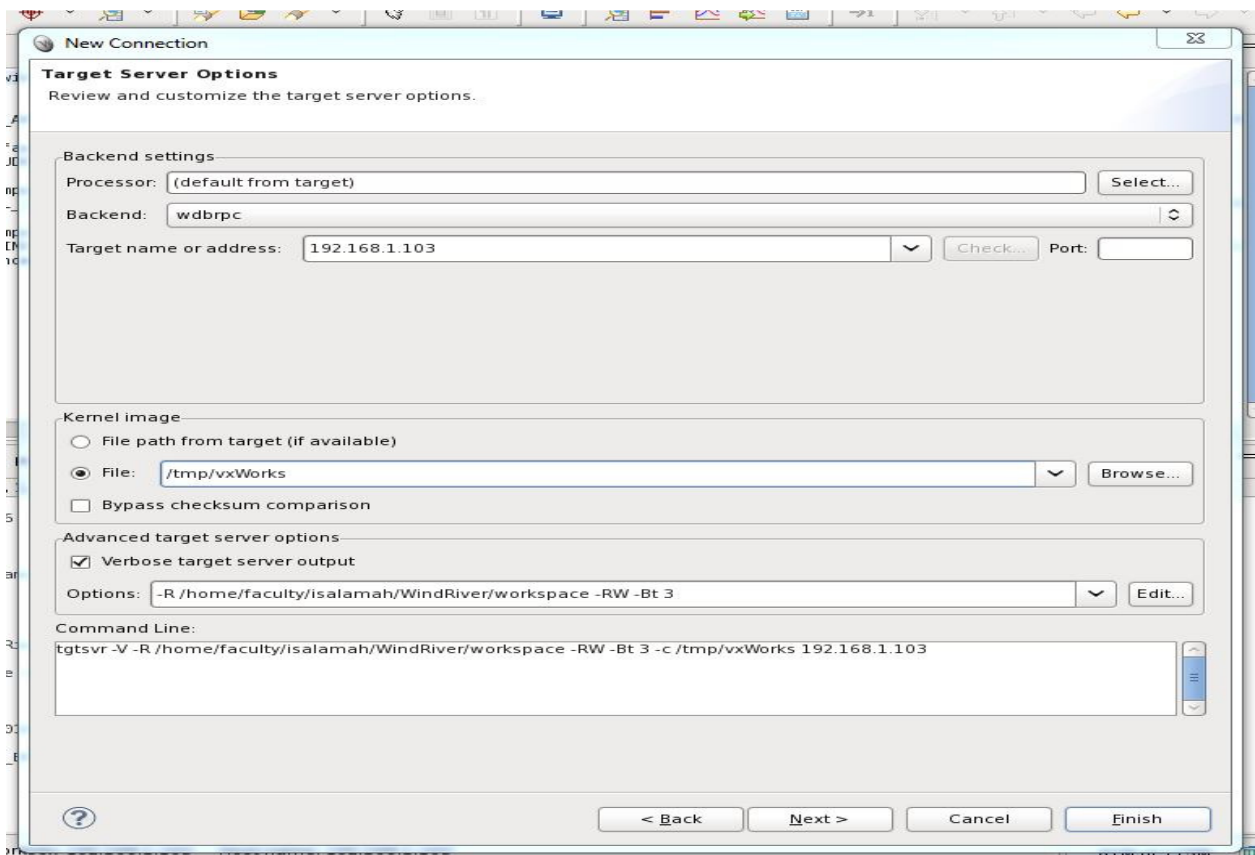 New Connection
Target Server Options
Review and customize the target server options.
Backend settings
Processor: (default from target) Select...
Backend: wdbrpc
Target name or address: 192.168.1.103 Check... Port:
Kernel image
File path from target (if available)
File: /tmp/vxWorks Browse...
Bypass checksum comparison
Advanced target server options
Verbose target server output
Options: -R /home/faculty/isalamah/WindRiver/workspace -RW -Bt 3 Edit...
Command Line:
tgtsvr -V -R /home/faculty/isalamah/WindRiver/workspace -RW -Bt 3 -c /tmp/vxWorks 192.168.1.103
< Back Next > Cancel Finish